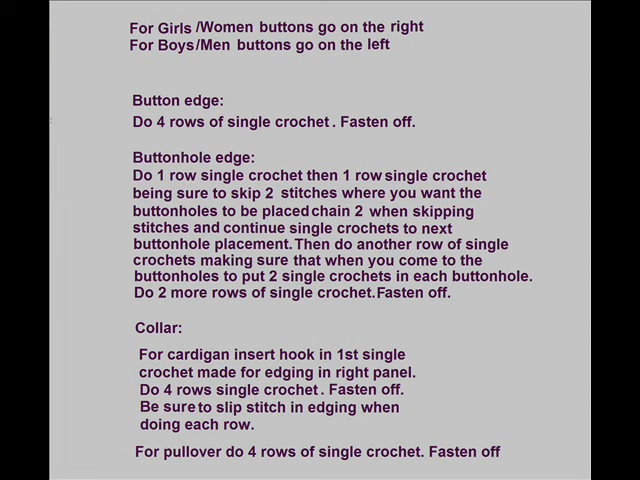 For Girls /Women buttons go on the right
For Boys/Men buttons go on the left
Button edge:
Do 4 rows of single crochet . Fasten off.
Buttonhole edge:
Do 1 row single crochet then 1 row single crochet
being sure to skip 2 stitches where you want the
buttonholes to be placed chain 2 when skipping
stitches and continue single crochets to next
buttonhole placement. Then do another row of single
crochets making sure that when you come to the
buttonholes to put 2 single crochets in each buttonhole.
Do 2 more rows of single crochet. Fasten off.
Collar:
For cardigan insert hook in 1st single
crochet made for edging in right panel.
Do 4 rows single crochet . Fasten off.
Be sure to slip stitch in edging when
doing each row.
For pullover do 4 rows of single crochet. Fasten off